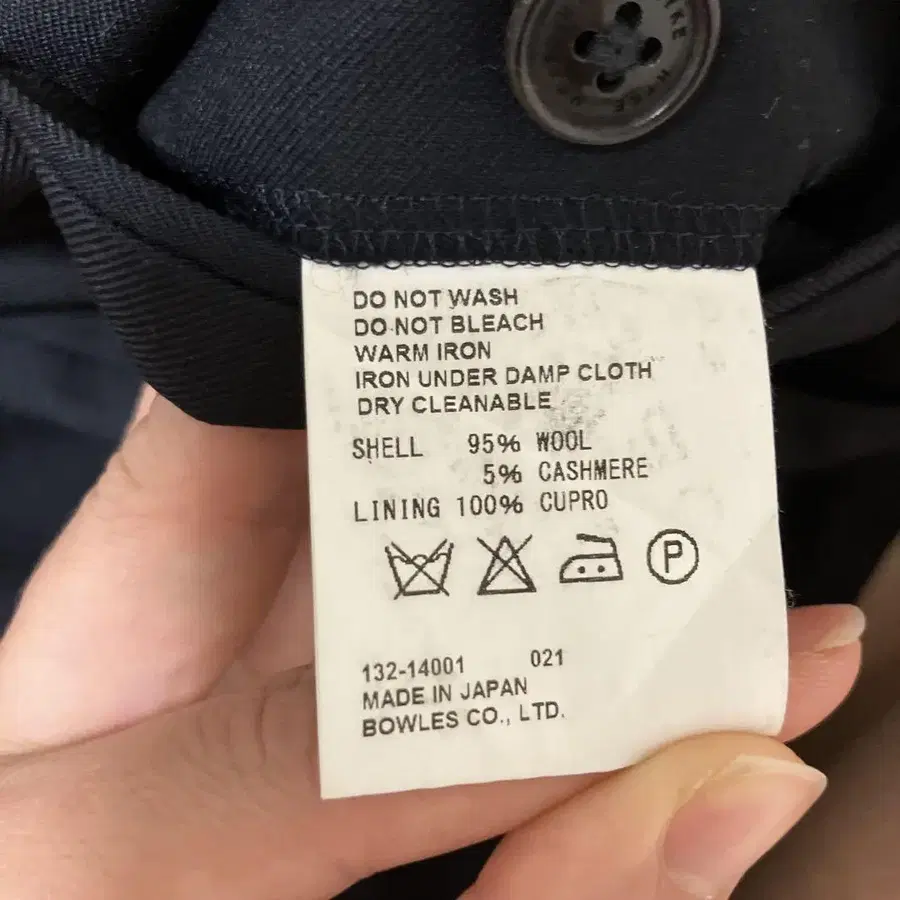 DO NOT WASH
DO NOT BLEACH
WARM IRON
IRON UNDER DAMP CLOTH
DRY CLEANABLE
SHELL 95% WOOL
5% CASHMERE
LINING 100% CUPRO
P
132-14001 021
MADE IN JAPAN
BOWLES CO., LTD.